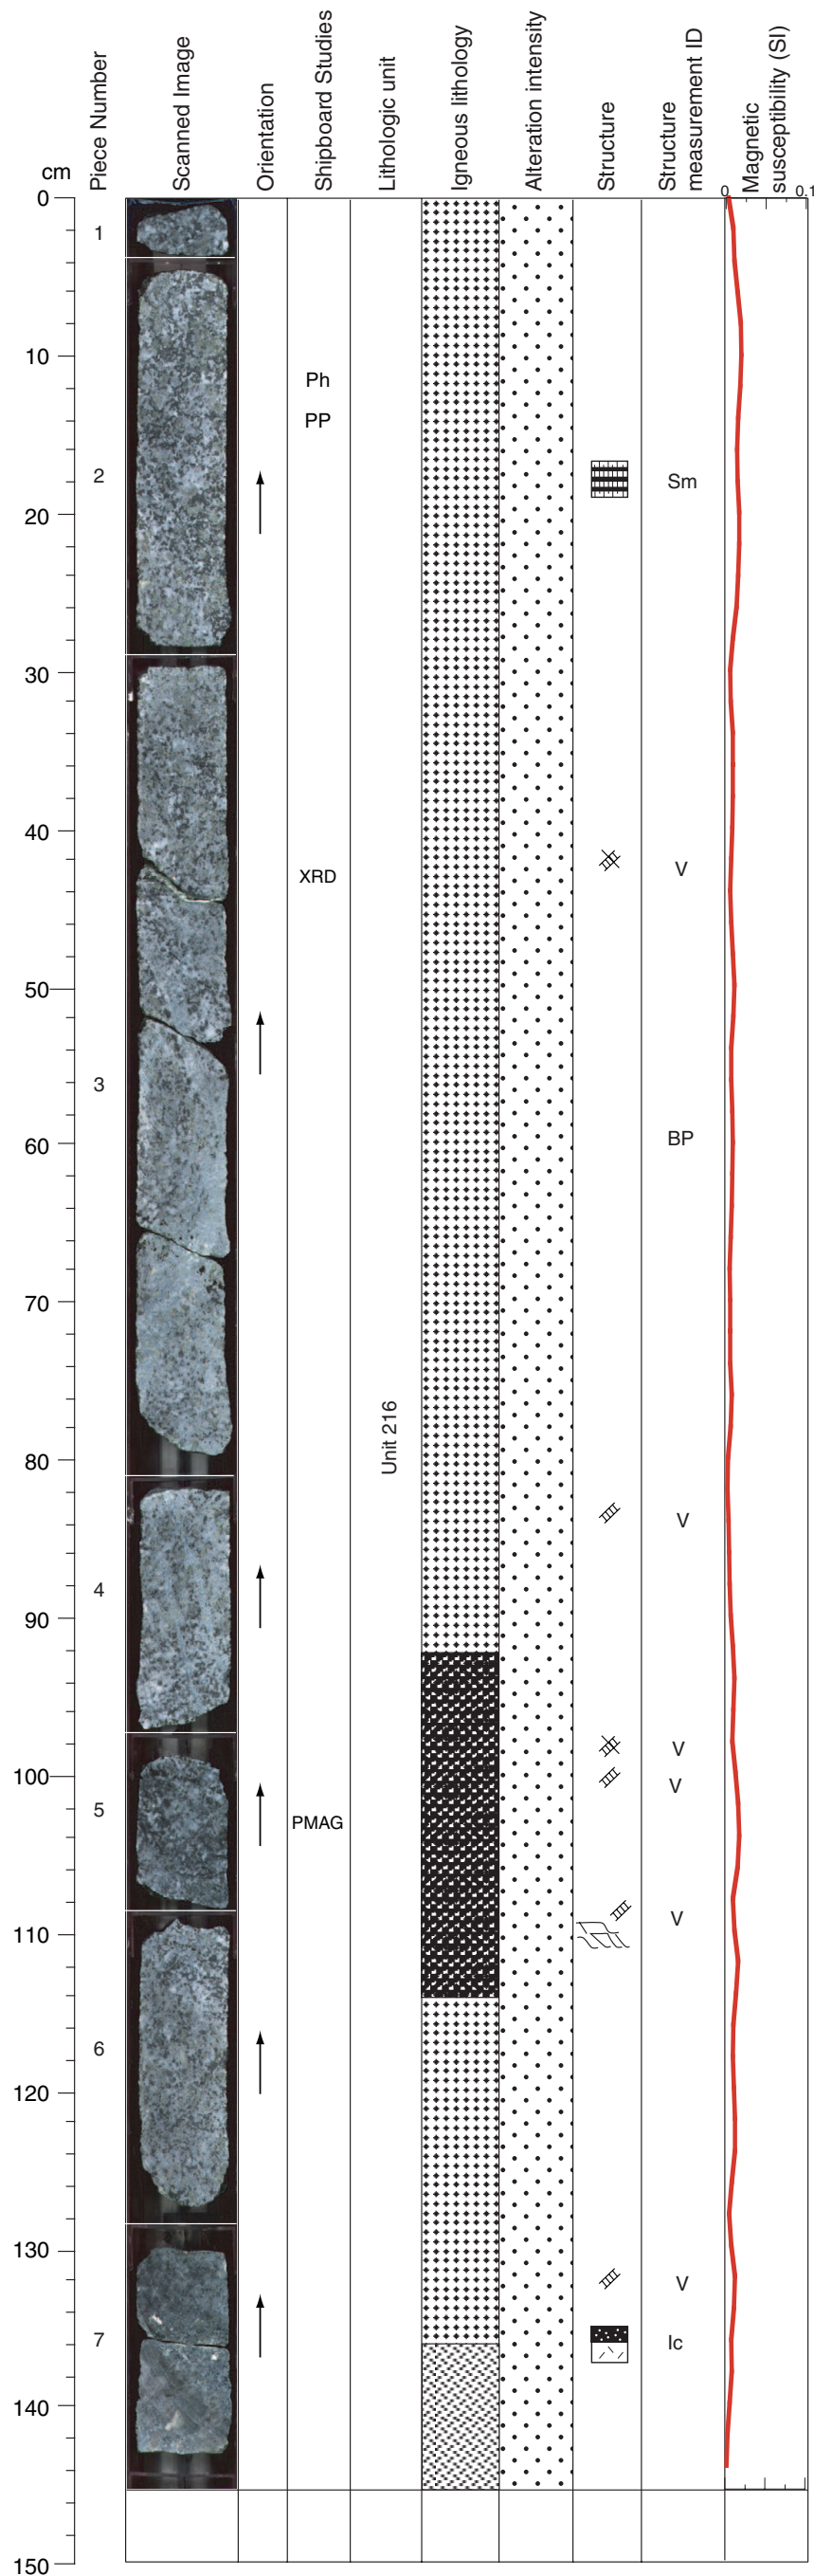 cm
Piece Number
Scanned Image
Orientation
Shipboard Studies
Lithologic unit
Igneous lithology
Alteration intensity
Structure
Structure
measurement ID
Magnetic
susceptibility (SI)
0 0.1
0
1
10
Ph
PP
2
Sm
20
30
40
XRD
V
50
3
BP
60
70
Unit 216
80
V
4
90
V
100
V
5
PMAG
110
V
6
120
130
V
7
Ic
140
150